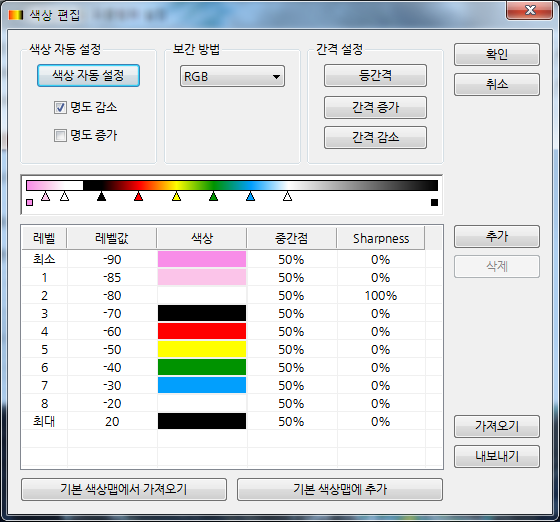 색상 편집
색상 자동 설정
보간 방법
간격 설정
확인
색상 자동 설정
RGB
등간격
취소
명도 감소
간격 증가
명도 증가
간격 감소
레벨 레벨값 색상 중간점 Sharpness
추가
최소 -90 50% 0%
1 -85 50% 0%
삭제
2 -80 50% 100%
3 -70 50% 0%
4 -60 50% 0%
5 -50 50% 0%
6 -40 50% 0%
7 -30 50% 0%
8 -20 50% 0%
최대 20 50% 0%
가져오기
내보내기
기본 색상맵에서 가져오기
기본 색상맵에 추가